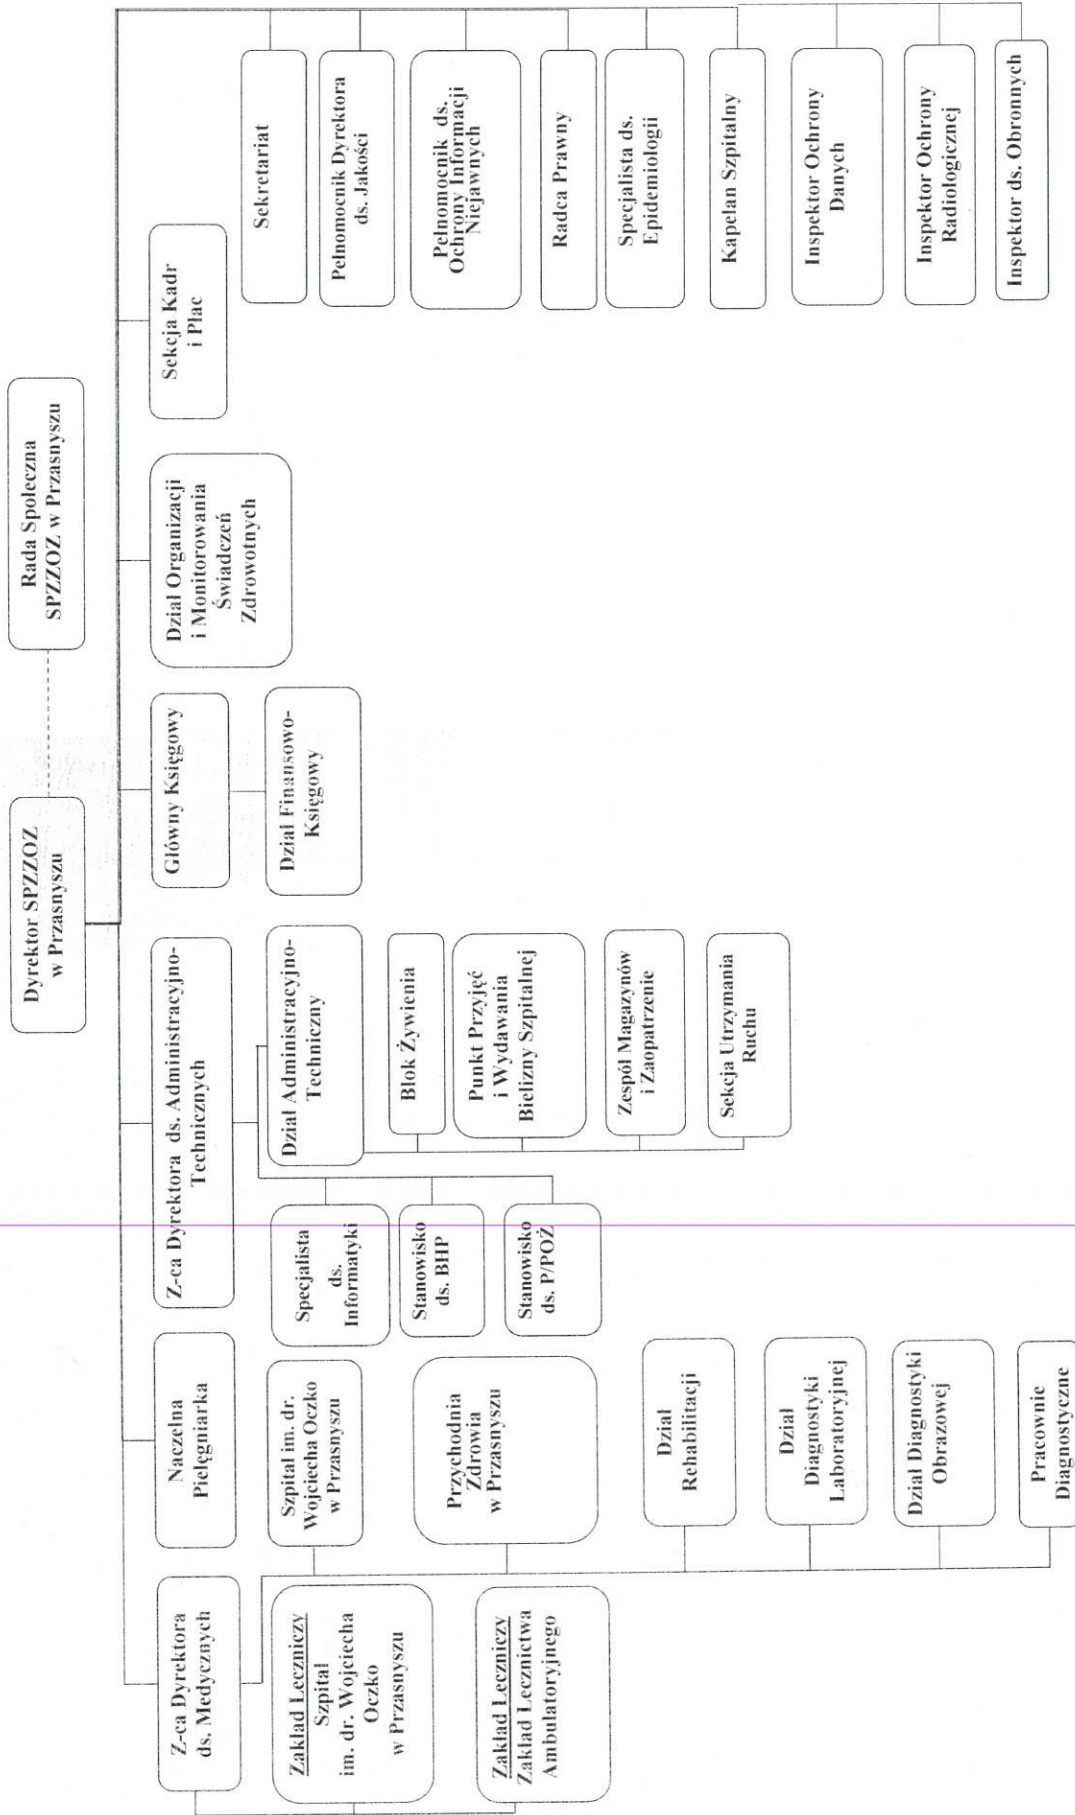 Dyrektor SPZZOZ
w Przasnyszu
Rada Społeczna
SPZZOZ w Przasnyszu
Z-ca Dyrektora
ds. Medycznych
Naczelna
Pielęgniarka
Z-ca Dyrektora ds. Administracyjno-
Technicznych
Główny Księgowy
Dział Organizacji
i Monitorowania
Świadczeń
Zdrowotnych
Sekcja Kadr
i Płac
Zakład Leczniczy
Szpital
im. dr. Wojciecha
Oczko
w Przasnyszu
Zakład Leczniczy
Zakład Lecznictwa
Ambulatoryjnego
Szpital im. dr.
Wojciecha Oczko
w Przasnyszu
Przychodnia
Zdrowia
w Przasnyszu
Dział
Rehabilitacji
Dział
Diagnostyki
Laboratoryjnej
Dział Diagnostyki
Obrazowej
Pracownie
Diagnostyczne
Specjalista
ds.
Informatyki
Stanowisko
ds. BHP
Stanowisko
ds. P/POŻ
Dział Administracyjno-
Techniczny
Blok Żywienia
Punkt Przyjęć
i Wydawania
Bielizny Szpitalnej
Zespół Magazynów
i Zaopatrzenie
Sekcja Utrzymania
Ruchu
Dział Finansowo-
Księgowy
Sekretariat
Pełnomocnik Dyrektora
ds. Jakości
Pełnomocnik ds.
Ochrony Informacji
Niejawnych
Radca Prawny
Specjalista ds.
Epidemiologii
Kapelan Szpitalny
Inspektor Ochrony
Danych
Inspektor Ochrony
Radiologicznej
Inspektor ds. Obronnych